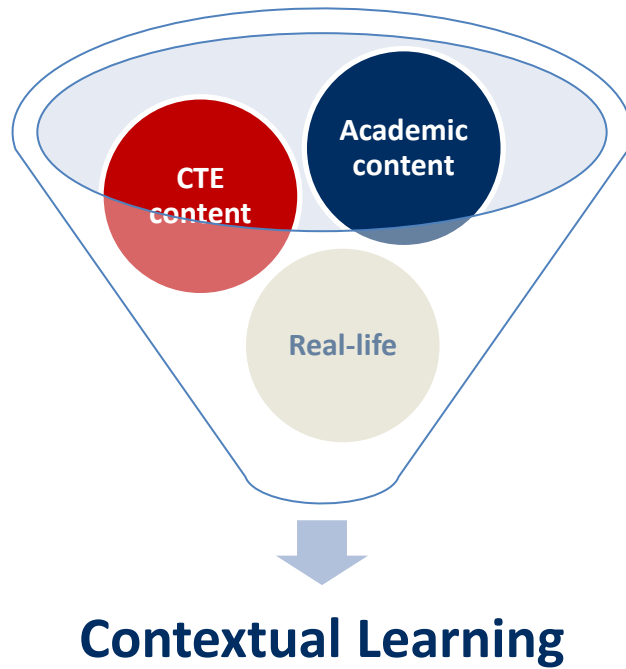 Academic
content
CTE
content
Real-life
Contextual Learning